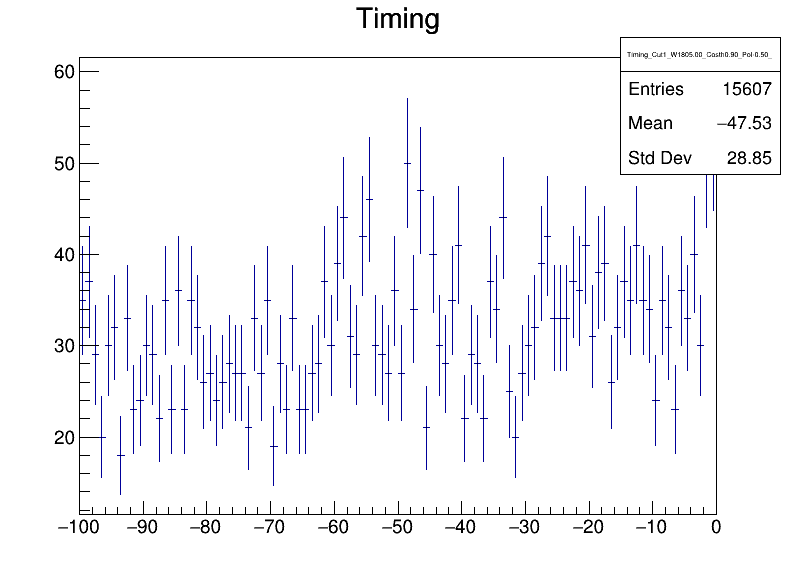 Timing
Timing_Cut1_W1805.00_Costh0.90_Pol-0.50_
Entries 15607
Mean −47.53
Std Dev 28.85
60
50
40
30
20
−100 −90 −80 −70 −60 −50 −40 −30 −20 −10 0